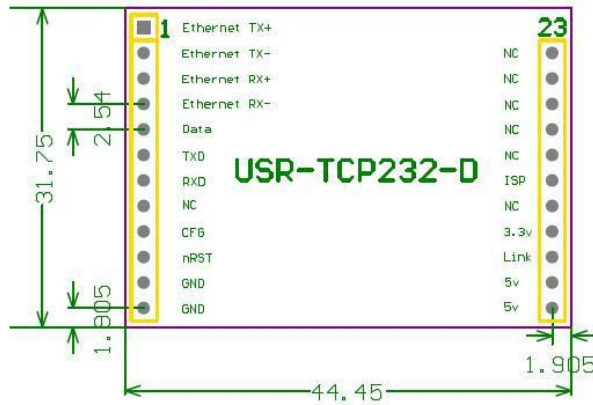 1 Ethernet TX+ 23
Ethernet TX- NC
Ethernet RX+ NC
Ethernet RX- NC
Data NC
TXD NC
USR-TCP232-D
RXD ISP
NC NC
CFG 3.3v
nRST Link
GND 5v
GND 5v
2.54
31.75
1.905
1.905
44.45